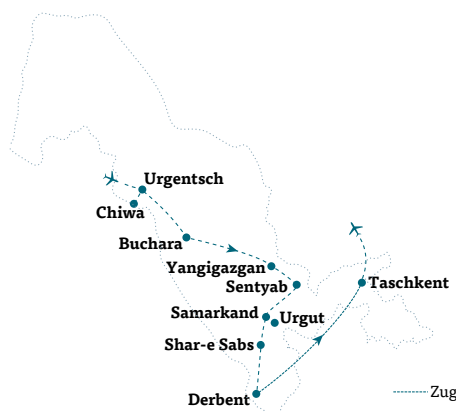 Urgentsch
Chiwa
Buchara
Yangigazgan
Sentyab
Taschkent
Samarkand
Urgut
Shar-e Sabs
Derbent
Zug